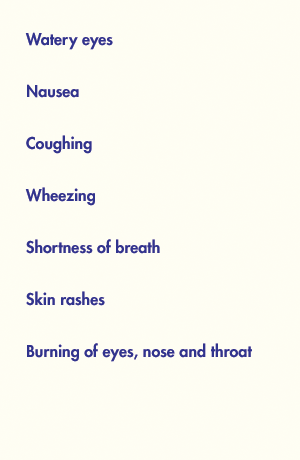 Watery eyes
Nausea
Coughing
Wheezing
Shortness of breath
Skin rashes
Burning of eyes, nose and throat